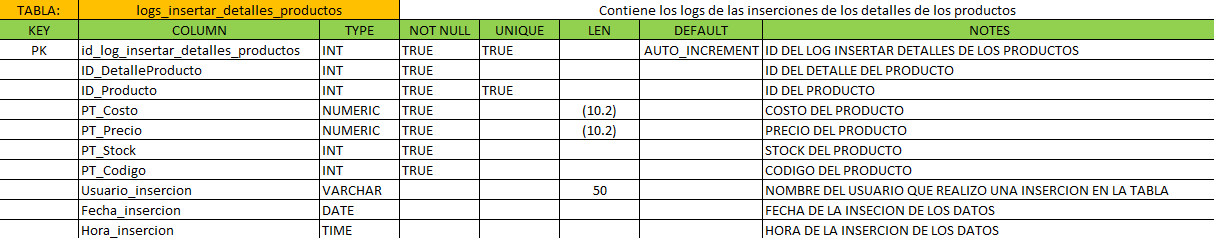 TABLA: logs_insertar_detalles_productos Contiene los logs de las inserciones de los detalles de los productos
KEY COLUMN TYPE NOT NULL UNIQUE LEN DEFAULT NOTES
PK id_log_insertar_detalles_productos INT TRUE TRUE AUTO_INCREMENT ID DEL LOG INSERTAR DETALLES DE LOS PRODUCTOS
ID_DetalleProducto INT TRUE ID DEL DETALLE DEL PRODUCTO
ID_Producto INT TRUE TRUE ID DEL PRODUCTO
PT_Costo NUMERIC TRUE (10.2) COSTO DEL PRODUCTO
PT_Precio NUMERIC TRUE (10.2) PRECIO DEL PRODUCTO
PT_Stock INT TRUE STOCK DEL PRODUCTO
PT_Codigo INT TRUE CODIGO DEL PRODUCTO
Usuario_insercion VARCHAR 50 NOMBRE DEL USUARIO QUE REALIZO UNA INSERCION EN LA TABLA
Fecha_insercion DATE FECHA DE LA INSECION DE LOS DATOS
Hora_insercion TIME HORA DE LA INSERCION DE LOS DATOS